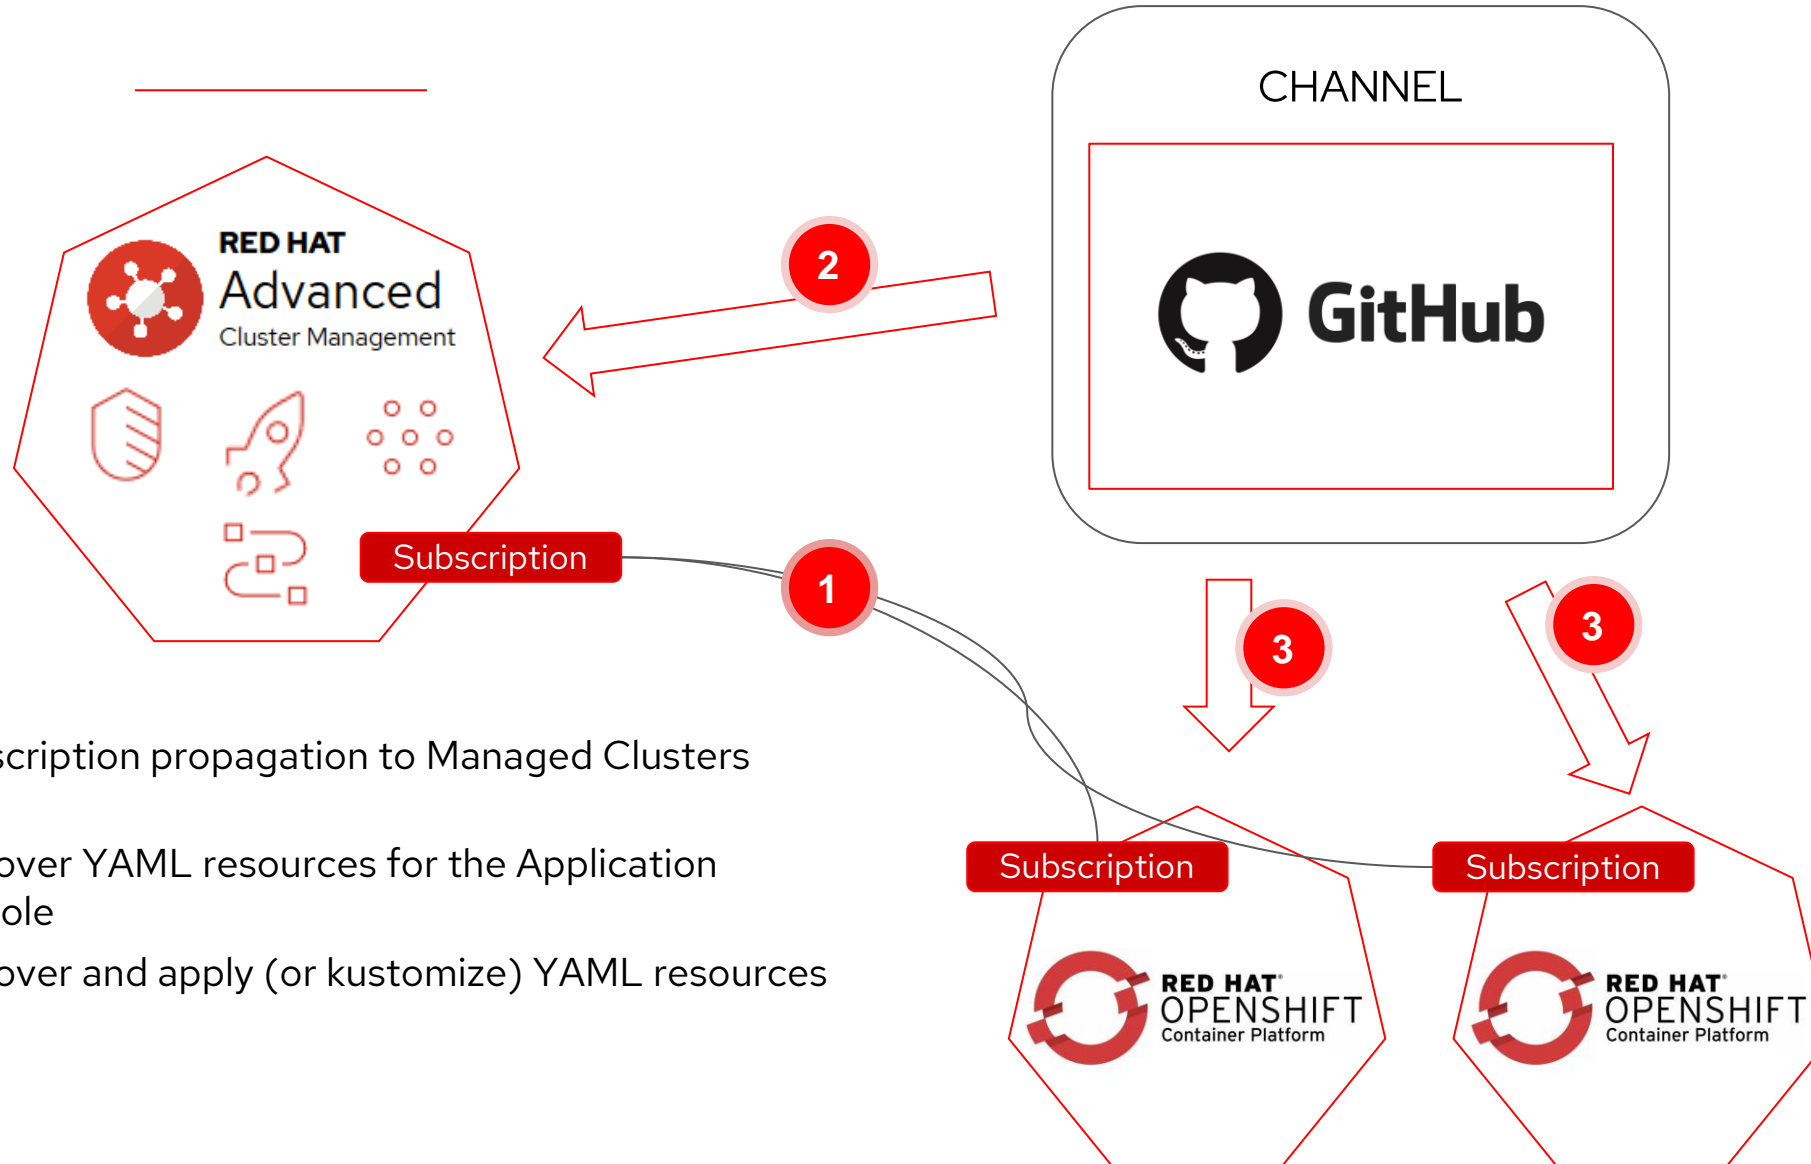 CHANNEL
RED HAT
Advanced
Cluster Management
2
GitHub
Subscription
1
3
3
scription propagation to Managed Clusters
over YAML resources for the Application
ole
over and apply (or kustomize) YAML resources
Subscription
Subscription
RED HAT®
OPENSHIFT
Container Platform
RED HAT®
OPENSHIFT
Container Platform